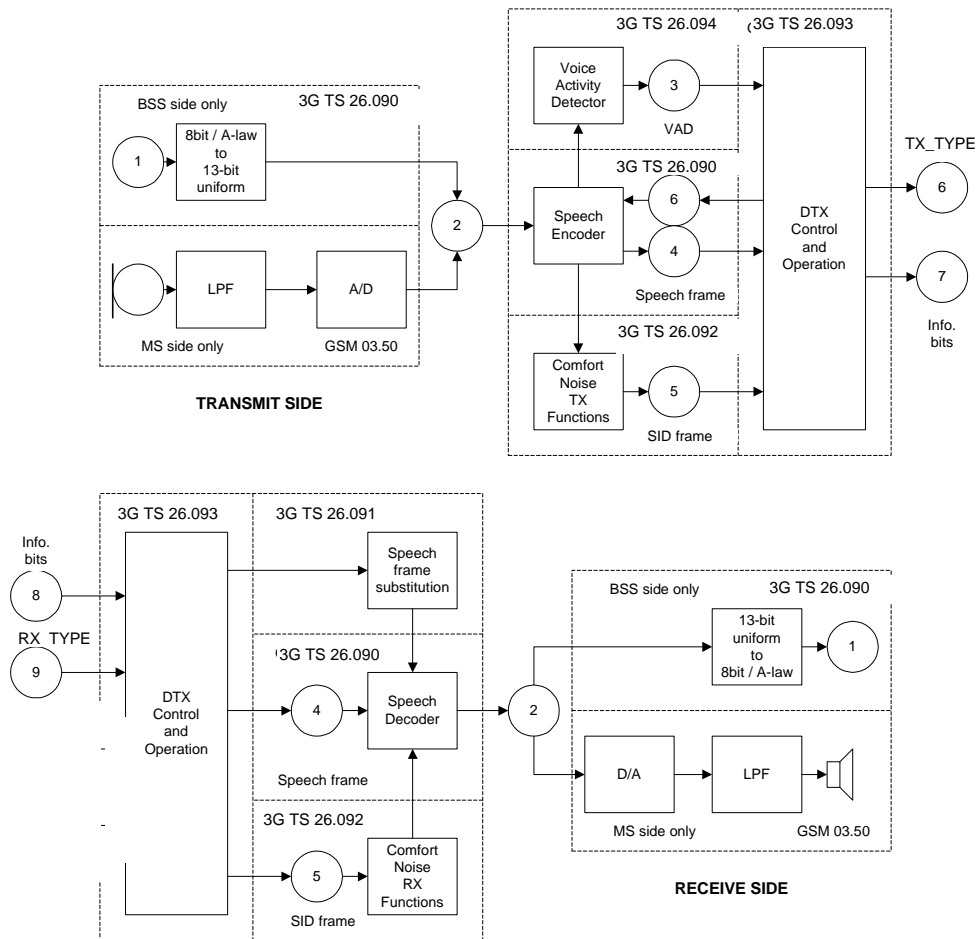 3G TS 26.094
3G TS 26.093
Voice
Activity
Detector
3
VAD
3G TS 26.090
BSS side only
1
8bit / A-law
to
13-bit
uniform
LPF
A/D
MS side only
GSM 03.50
2
TRANSMIT SIDE
3G TS 26.090
Speech
Encoder
6
4
Speech frame
3G TS 26.092
Comfort
Noise
TX
Functions
5
SID frame
DTX
Control
and
Operation
TX_TYPE
6
7
Info.
bits
3G TS 26.093
3G TS 26.091
Info.
bits
8
RX_TYPE
9
DTX
Control
and
Operation
Speech
frame
substitution
3G TS 26.090
4
Speech
Decoder
Speech frame
3G TS 26.092
5
SID frame
Comfort
Noise
RX
Functions
2
BSS side only
3G TS 26.090
13-bit
uniform
to
8bit / A-law
1
D/A
LPF
MS side only
GSM 03.50
RECEIVE SIDE